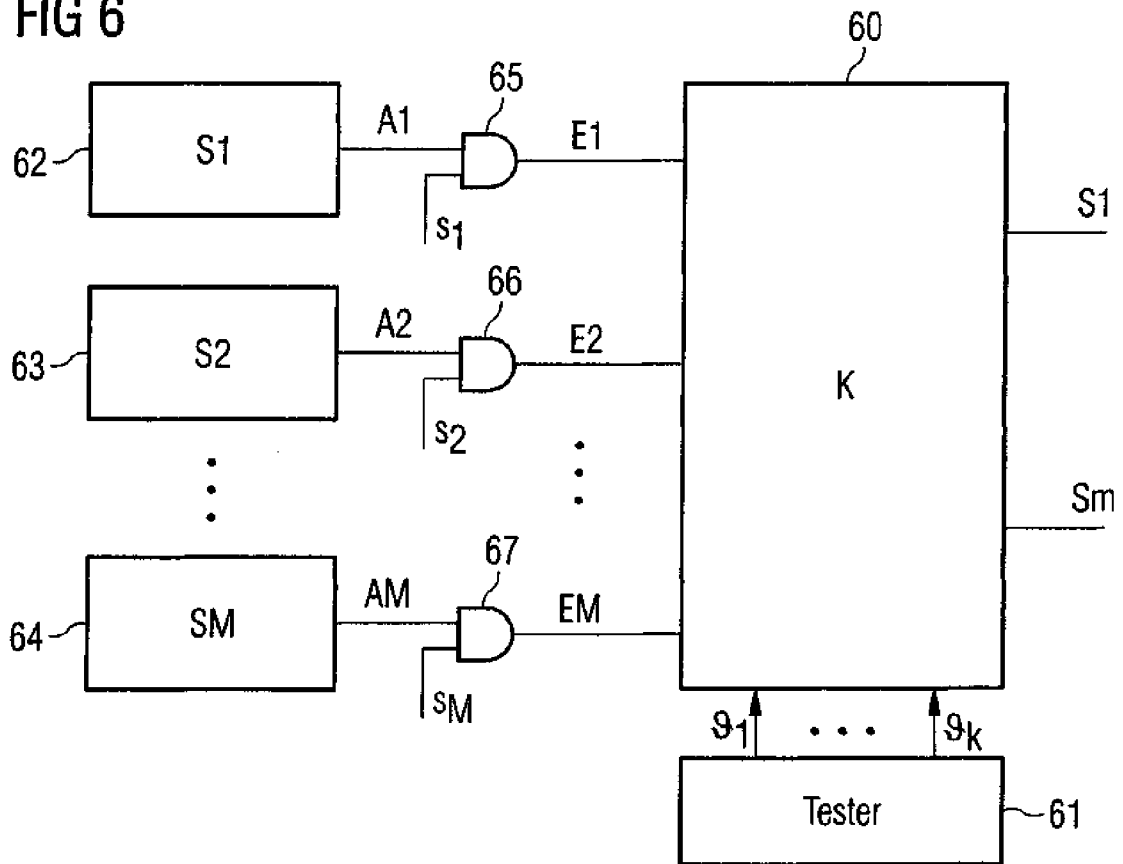 FIG 6
60
65
A1
E1
S1
62
s1
S1
66
A2
E2
S2
63
s2
K
67
Sm
AM
EM
SM
64
sM
ϑ1
ϑk
Tester
61